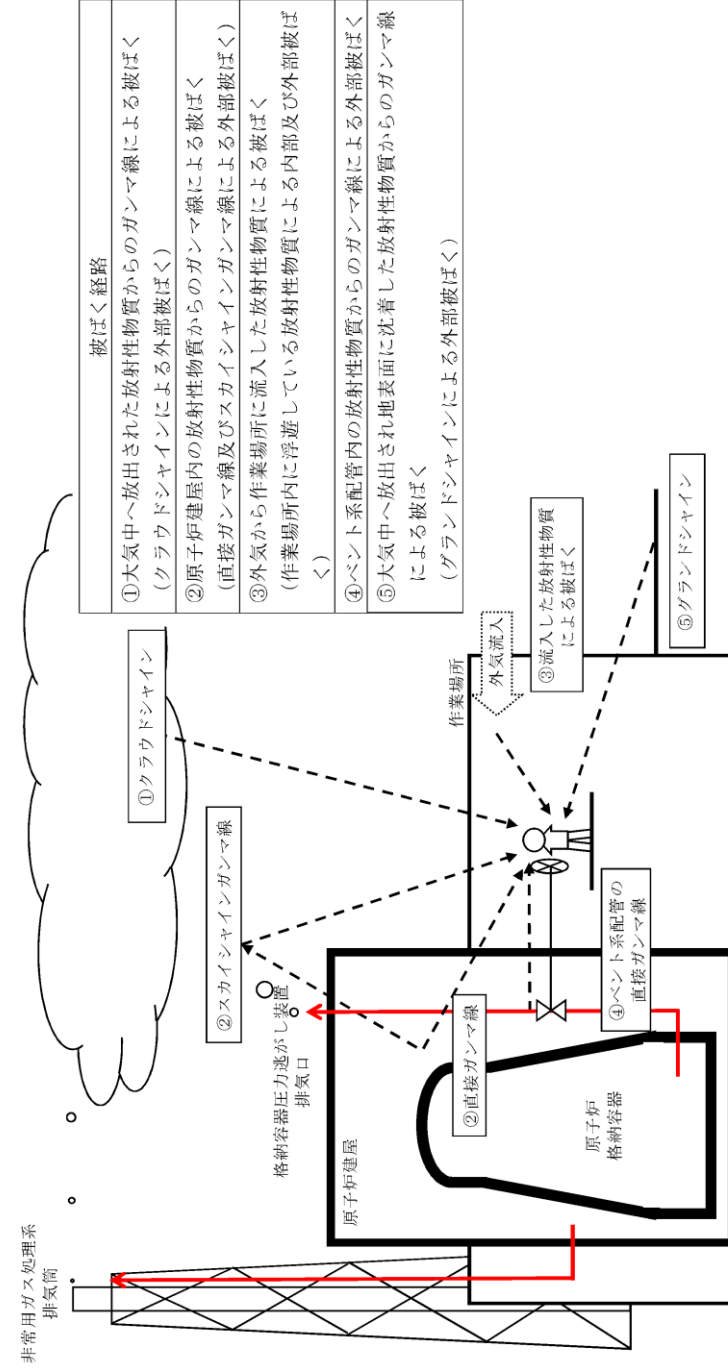 被ばく経路
①大気中へ放出された放射性物質からのガンマ線による被ばく
(クラウドシャインによる外部被ばく)
②原子炉建屋内の放射性物質からのガンマ線による被ばく
(直接ガンマ線及びスカイシャインガンマ線による外部被ばく)
③外気から作業場所に流入した放射性物質による被ばく
(作業場所内に浮遊している放射性物質による内部及び外部被ば
く)
④ベント系配管内の放射性物質からのガンマ線による外部被ばく
⑤大気中へ放出され地表面に沈着した放射性物質からのガンマ線
による被ばく
(グランドシャインによる外部被ばく)
非常用ガス処理系
排気筒
①クラウドシャイン
②スカイシャインガンマ線
格納容器圧力逃がし装置
排気口
原子炉建屋
②直接ガンマ線
原子炉
格納容器
④ベント系配管の
直接ガンマ線
作業場所
外気流入
③流入した放射性物質
による被ばく
⑤グランドシャイン